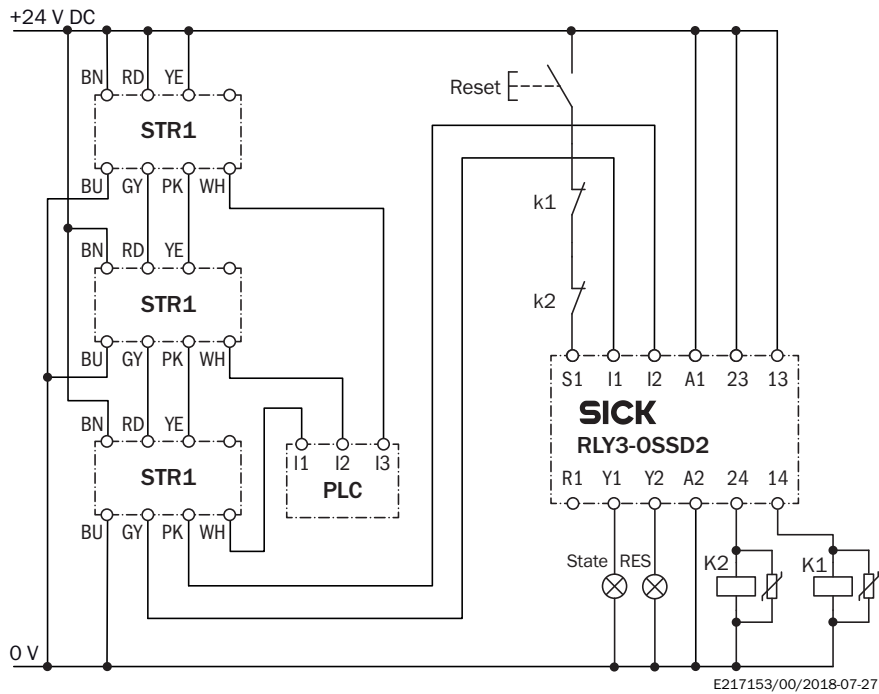 +24 V DC
BN RD YE
STR1
BU GY PK WH
Reset
k1
BN RD YE
STR1
BU GY PK WH
k2
BN RD YE
STR1
BU GY PK WH
I1 I2 I3
PLC
S1 I1 I2 A1 23 13
SICK
RLY3-OSSD2
R1 Y1 Y2 A2 24 14
State RES K2 K1
0 V
E217153/00/2018-07-27